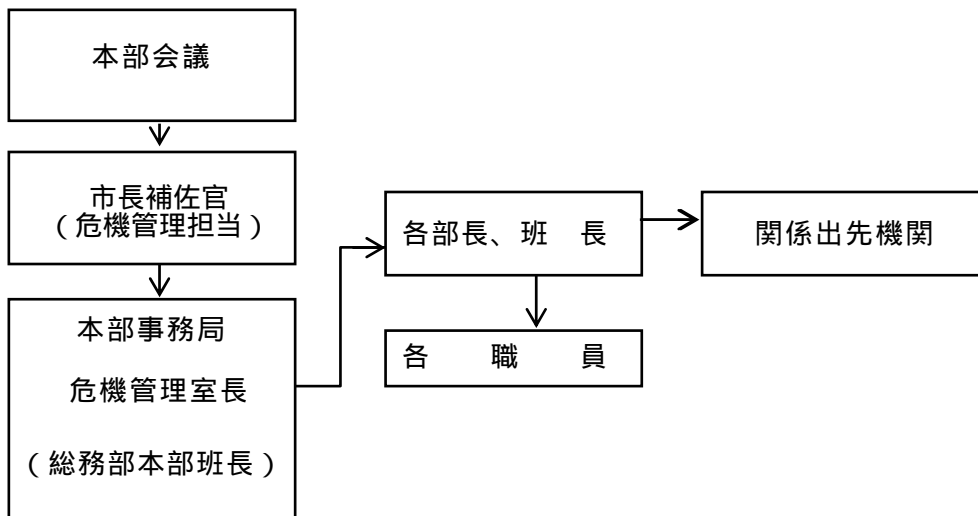 本部会議
市長補佐官
（危機管理担当）
本部事務局
危機管理室長
（総務部本部班長）
各部長、班　長
各　職　員
関係出先機関